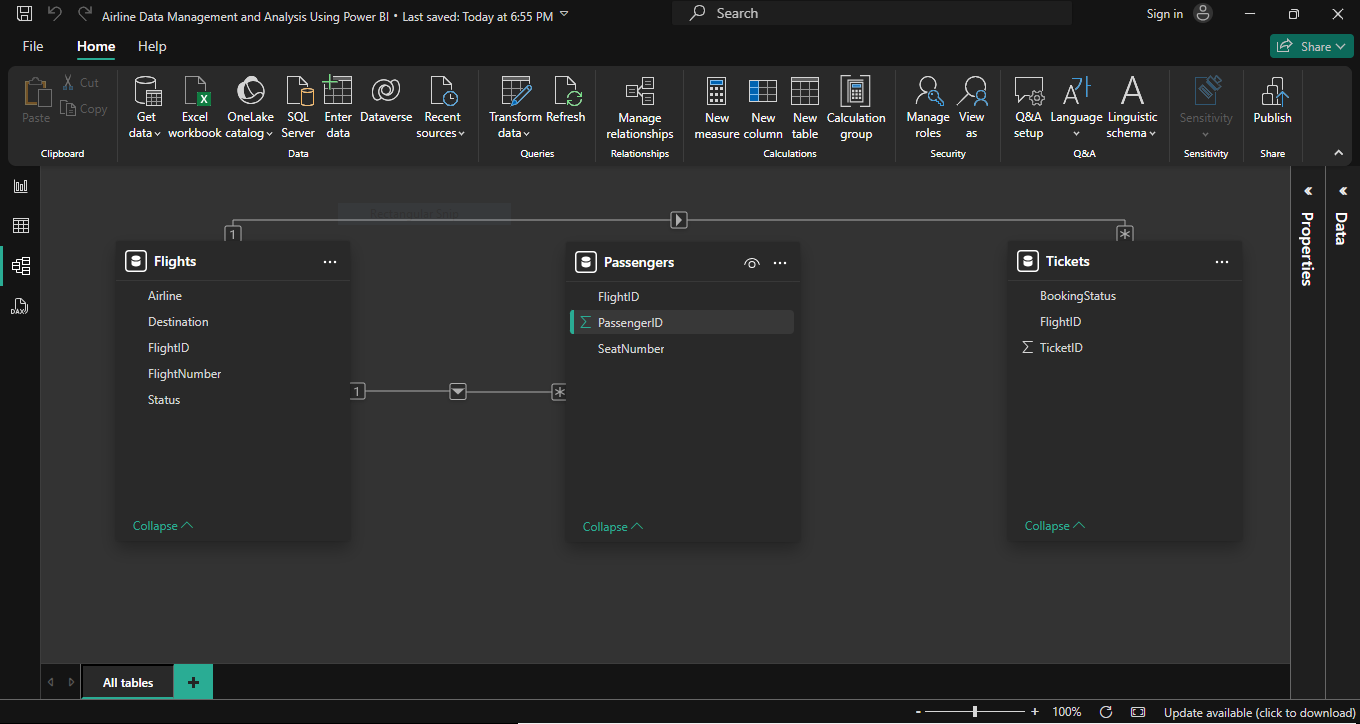 Airline Data Management and Analysis Using Power BI • Last saved: Today at 6:55 PM
Search
Sign in
File
Home
Help
Share
Paste
Cut
Copy
Clipboard
Get data
Excel workbook
OneLake catalog
SQL Server
Enter data
Dataverse
Recent sources
Data
Transform data
Refresh
Queries
Manage relationships
Relationships
New measure
New column
New table
Calculation group
Calculations
Manage roles
View as
Security
Q&A setup
Language
Linguistic schema
Q&A
Sensitivity
Sensitivity
Publish
Share
DAX
Rectangular Snip
1
*
Flights
Airline
Destination
FlightID
FlightNumber
Status
Collapse
1
*
Passengers
FlightID
∑ PassengerID
SeatNumber
Collapse
Tickets
BookingStatus
FlightID
∑ TicketID
Collapse
Properties
Data
All tables
+
- + 100%
Update available (click to download)